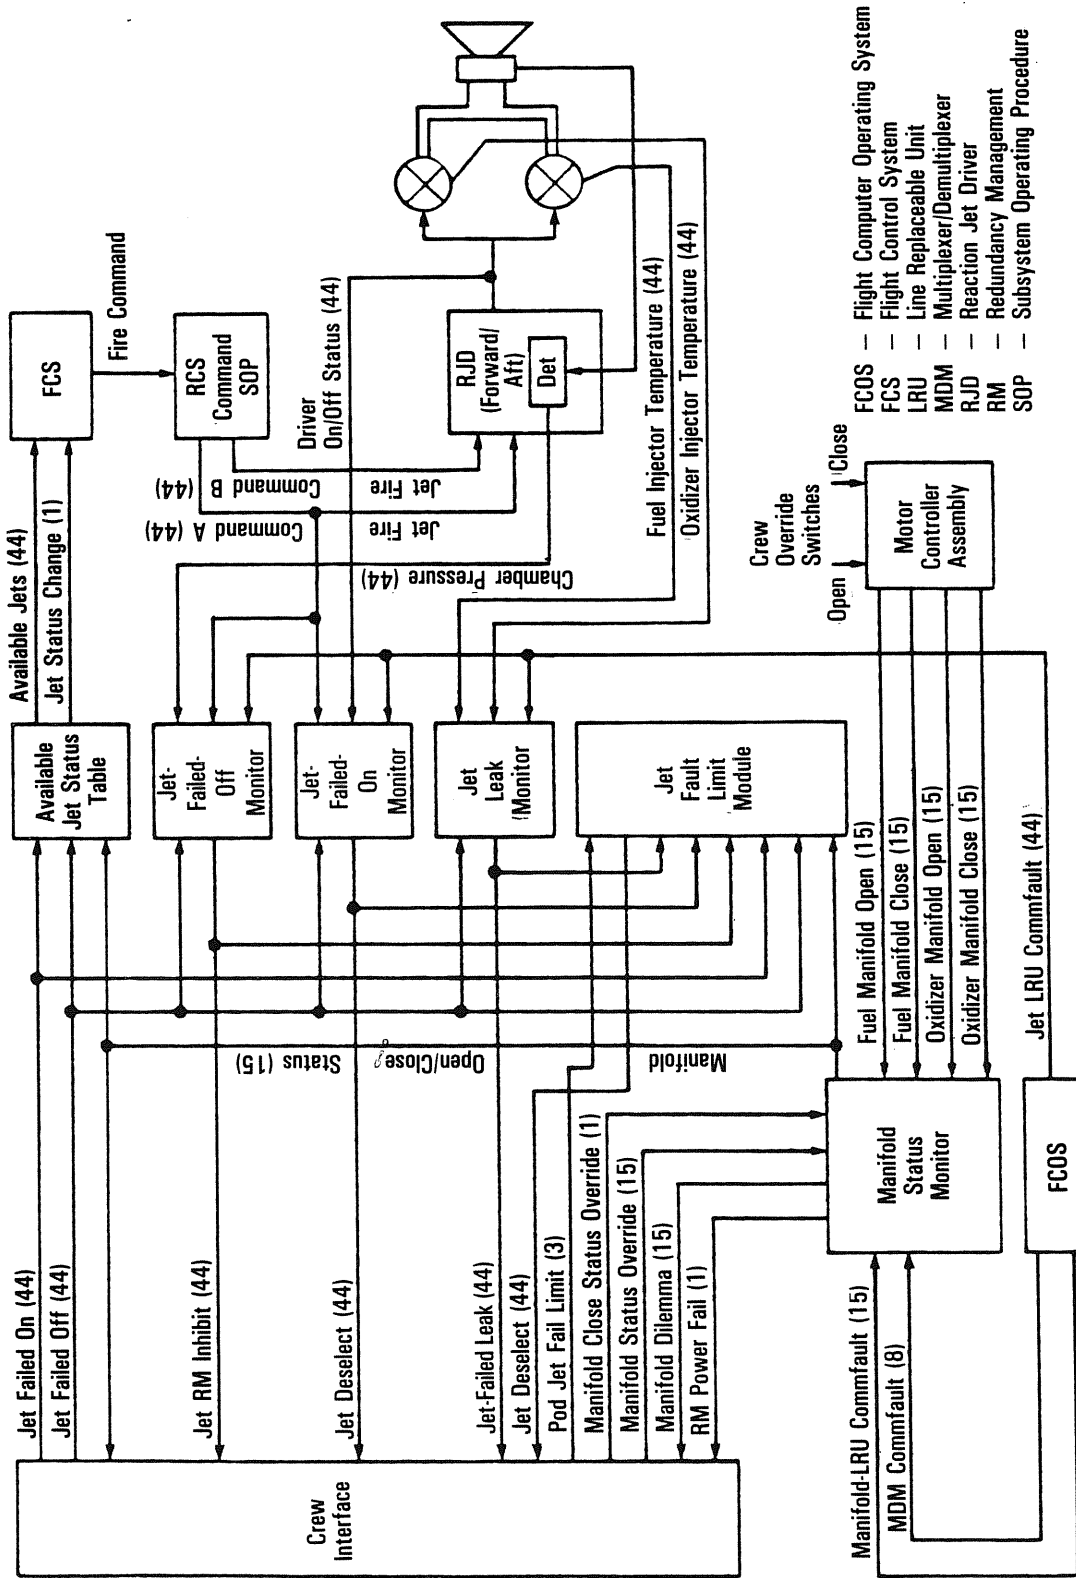 Crew
Interface
Jet Failed On (44)
Jet Failed Off (44)
Jet RM Inhibit (44)
Jet Deselect (44)
Jet-Failed Leak (44)
Jet Deselect (44)
Pod Jet Fail Limit (3)
Manifold Close Status Override (1)
Manifold Status Override (15)
Manifold Dilemma (15)
RM Power Fail (1)
Manifold-LRU Commfault (15)
MDM Commfault (8)
Manifold
Open/Close
Status (15)
Manifold
Status
Monitor
FCOS
Available
Jet Status
Table
Jet-
Failed-
Off
Monitor
Jet-
Failed-
On
Monitor
Jet
Leak
Monitor
Jet
Fault
Limit
Module
Fuel Manifold Open (15)
Fuel Manifold Close (15)
Oxidizer Manifold Open (15)
Oxidizer Manifold Close (15)
Jet LRU Commfault (44)
Available Jets (44)
Jet Status Change (1)
FCS
Fire Command
RCS
Command
SOP
Jet Fire
Command B (44)
Jet Fire
Command A (44)
Chamber Pressure (44)
Driver
On/Off Status (44)
RJD
(Forward/
Aft)
Det
Fuel Injector Temperature (44)
Oxidizer Injector Temperature (44)
Crew
Override
Switches
Open
Close
Motor
Controller
Assembly
FCOS — Flight Computer Operating System
FCS — Flight Control System
LRU — Line Replaceable Unit
MDM — Multiplexer/Demultiplexer
RJD — Reaction Jet Driver
RM — Redundancy Management
SOP — Subsystem Operating Procedure